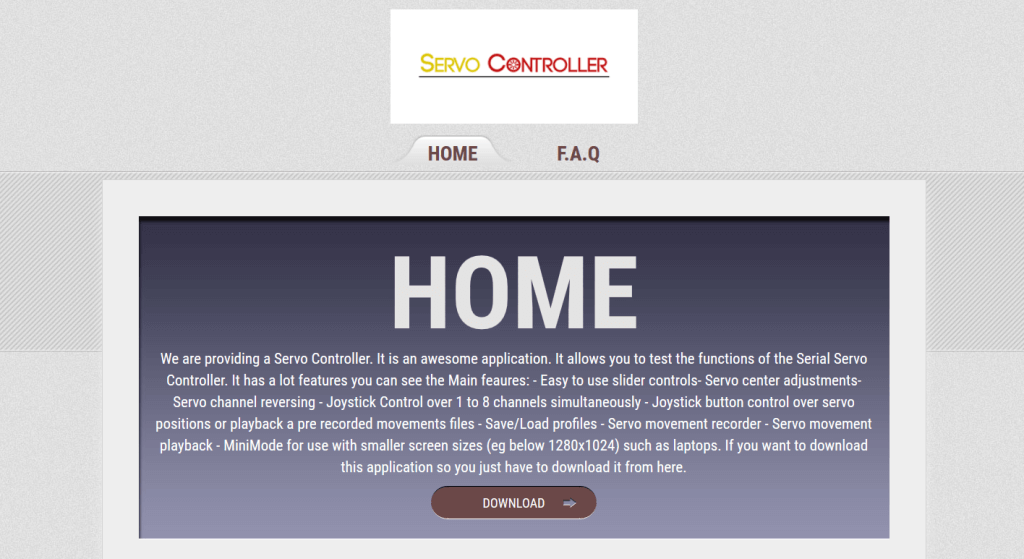 SERVO CONTROLLER
HOME
F.A.Q
HOME
We are providing a Servo Controller. It is an awesome application. It allows you to test the functions of the Serial Servo
Controller. It has a lot features you can see the Main feaures: - Easy to use slider controls- Servo center adjustments-
Servo channel reversing - Joystick Control over 1 to 8 channels simultaneously - Joystick button control over servo
positions or playback a pre recorded movements files - Save/Load profiles - Servo movement recorder - Servo movement
playback - MiniMode for use with smaller screen sizes (eg below 1280x1024) such as laptops. If you want to download
this application so you just have to download it from here.
DOWNLOAD